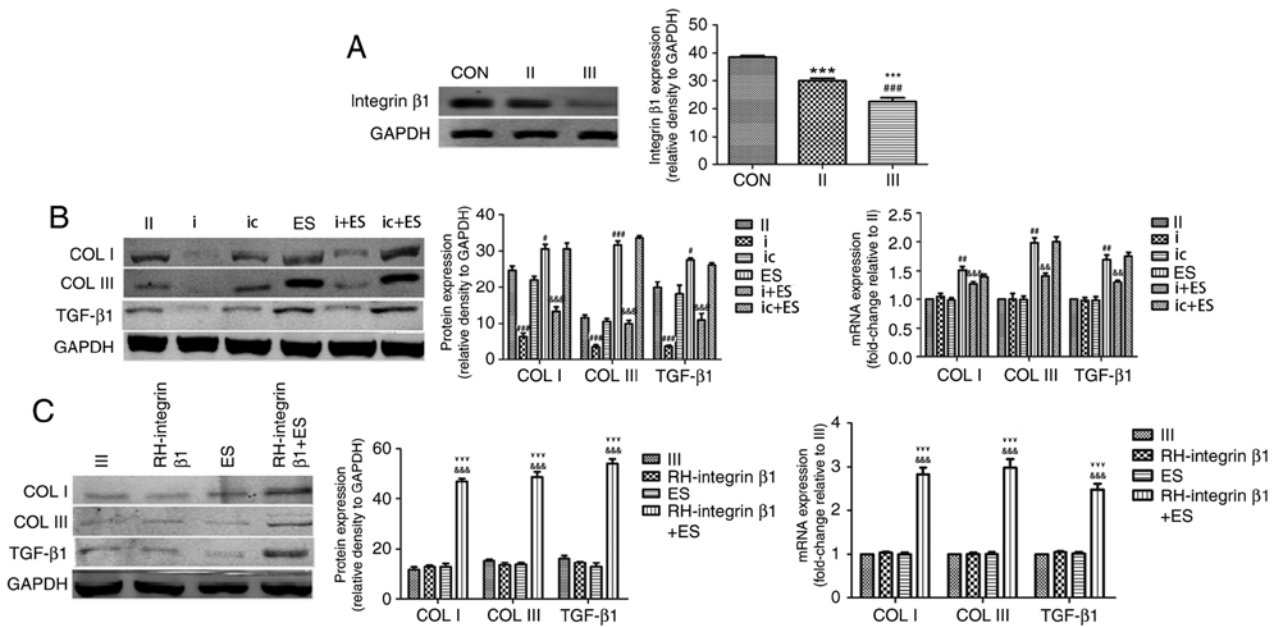 A
CON II III
Integrin β1
GAPDH
Integrin β1 expression
(relative density to GAPDH)
50
40
30
20
10
0
***
***
###
CON II III
B
II i ic ES i+ES ic+ES
COL I
COL III
TGF-β1
GAPDH
Protein expression
(relative density to GAPDH)
40
30
20
10
0
###
#
&&&
###
###
&&&
###
#
&&&
COL I COL III TGF-β1
II
i
ic
ES
i+ES
ic+ES
mRNA expression
(fold-change relative to II)
2.5
2.0
1.5
1.0
0.5
0.0
##
&&&
##
&&
##
&&
COL I COL III TGF-β1
II
i
ic
ES
i+ES
ic+ES
C
III
RH-integrin
β1
ES
RH-integrin
β1+ES
COL I
COL III
TGF-β1
GAPDH
Protein expression
(relative density to GAPDH)
60
40
20
0
¥¥¥
&&&
¥¥¥
&&&
¥¥¥
&&&
COL I COL III TGF-β1
III
RH-integrin β1
ES
RH-integrin β1
+ES
mRNA expression
(fold-change relative to III)
4
3
2
1
0
¥¥¥
&&&
¥¥¥
&&&
¥¥¥
&&&
COL I COL III TGF-β1
III
RH-integrin β1
ES
RH-integrin β1
+ES